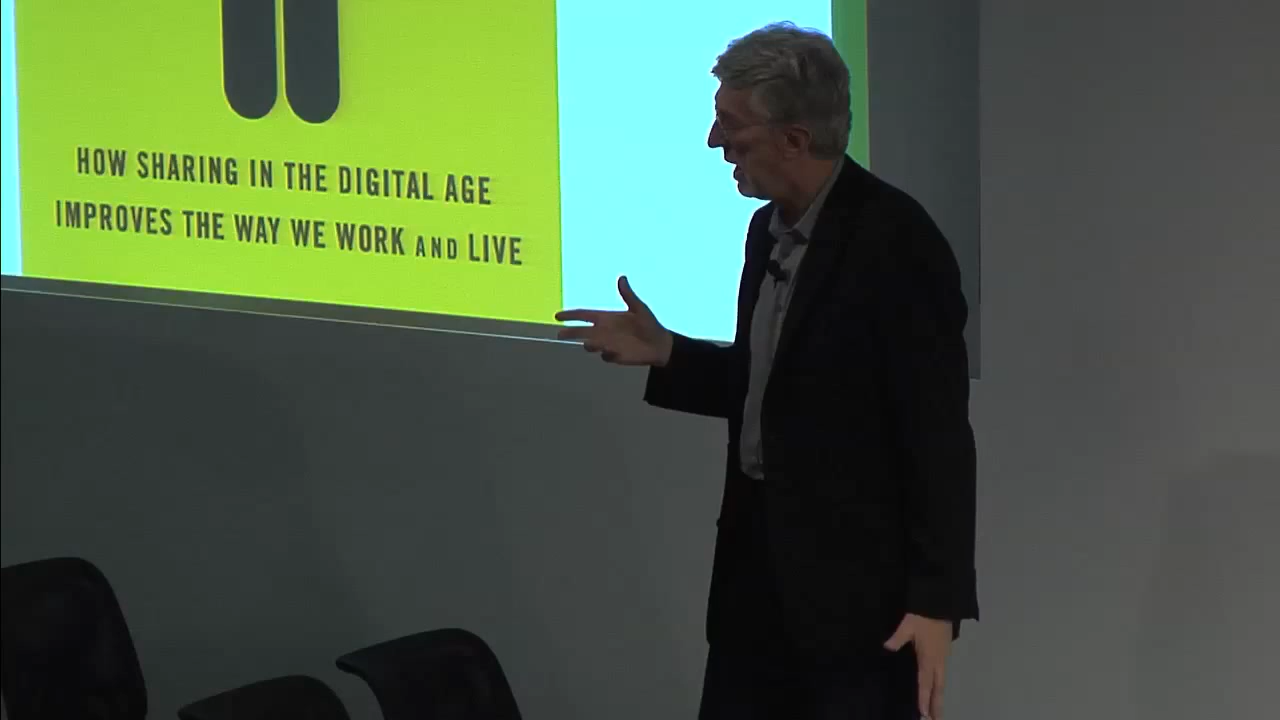 HOW SHARING IN THE DIGITAL AGE
IMPROVES THE WAY WE WORK AND LIVE